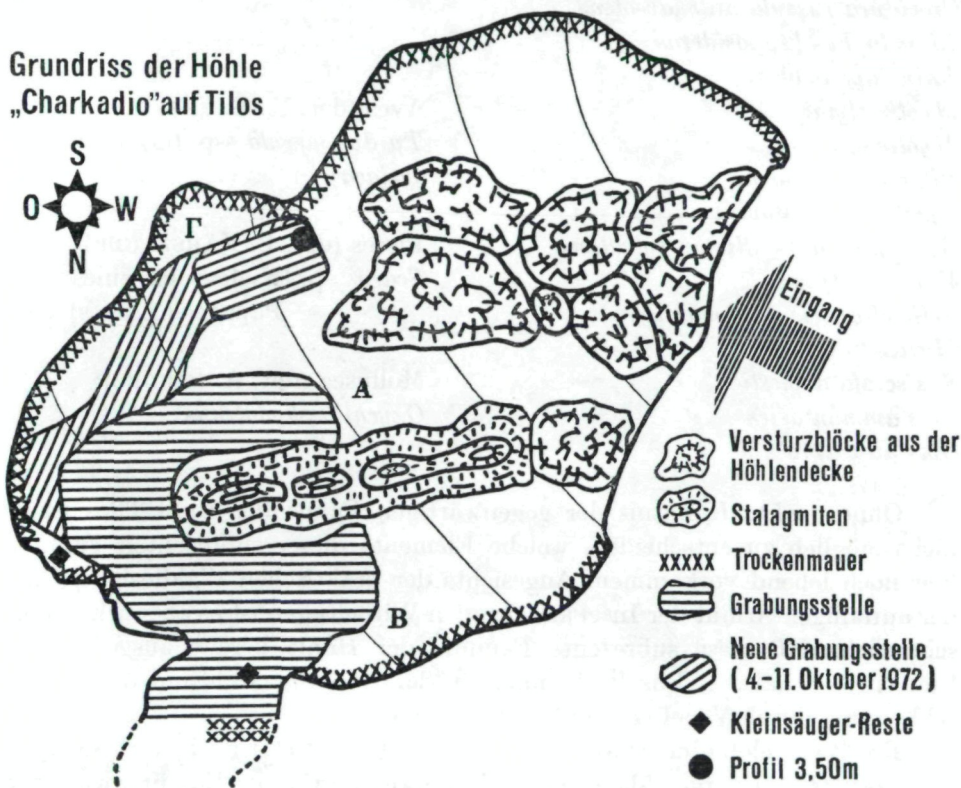 Grundriss der Höhle
„Charkadio"auf Tilos
S
O W
N
Γ
A
B
Eingang
Versturzblöcke aus der
Höhlendecke
Stalagmiten
Trockenmauer
Grabungsstelle
Neue Grabungsstelle
( 4.-11. Oktober 1972 )
Kleinsäuger-Reste
Profil 3,50m